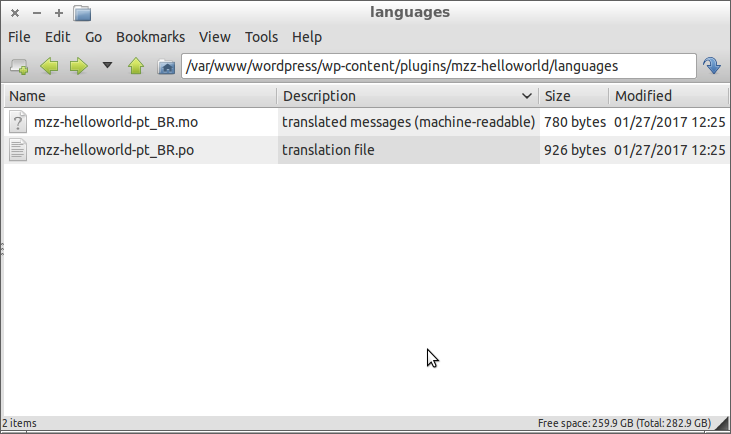 languages
File Edit Go Bookmarks View Tools Help
/var/www/wordpress/wp-content/plugins/mzz-helloworld/languages
Name Description Size Modified
mzz-helloworld-pt_BR.mo translated messages (machine-readable) 780 bytes 01/27/2017 12:25
mzz-helloworld-pt_BR.po translation file 926 bytes 01/27/2017 12:25
2 items Free space: 259.9 GB (Total: 282.9 GB)